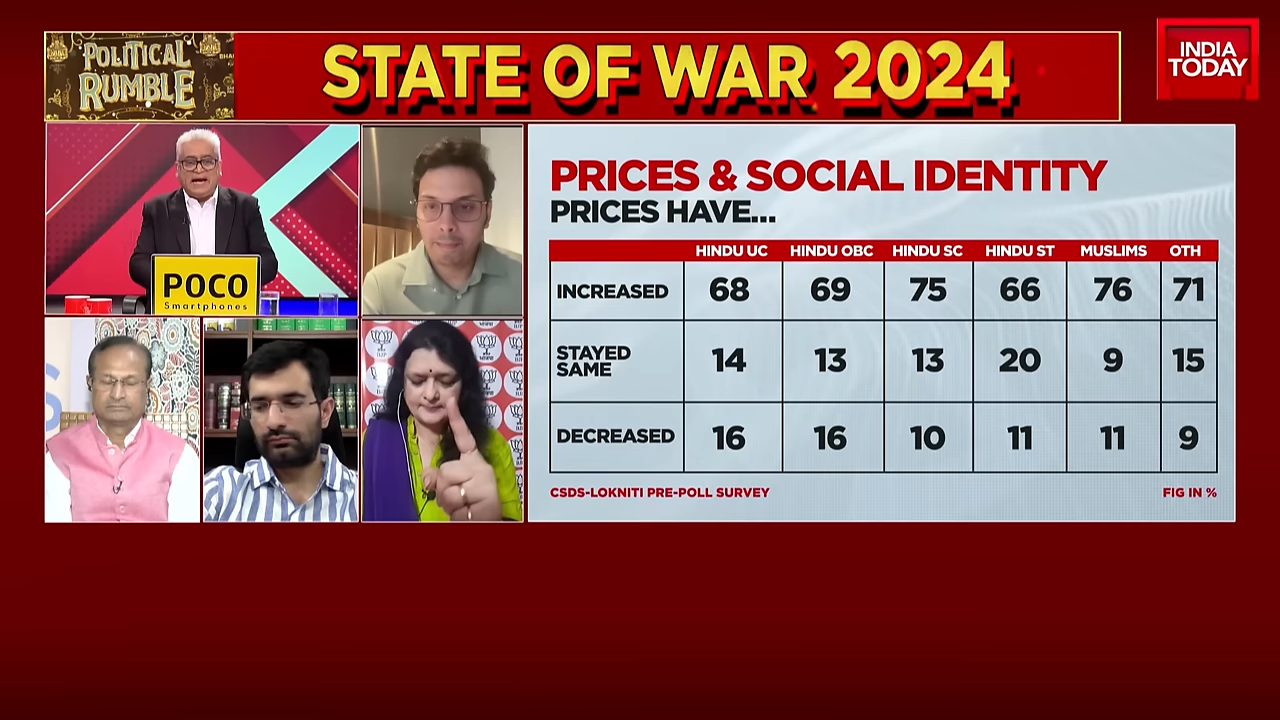 POLITICAL
RUMBLE
STATE OF WAR 2024
INDIA
TODAY
POCO
Smartphones
PRICES & SOCIAL IDENTITY
PRICES HAVE...
HINDU UC HINDU OBC HINDU SC HINDU ST MUSLIMS OTH
INCREASED 68 69 75 66 76 71
STAYED SAME 14 13 13 20 9 15
DECREASED 16 16 10 11 11 9
CSDS-LOKNITI PRE-POLL SURVEY FIG IN %